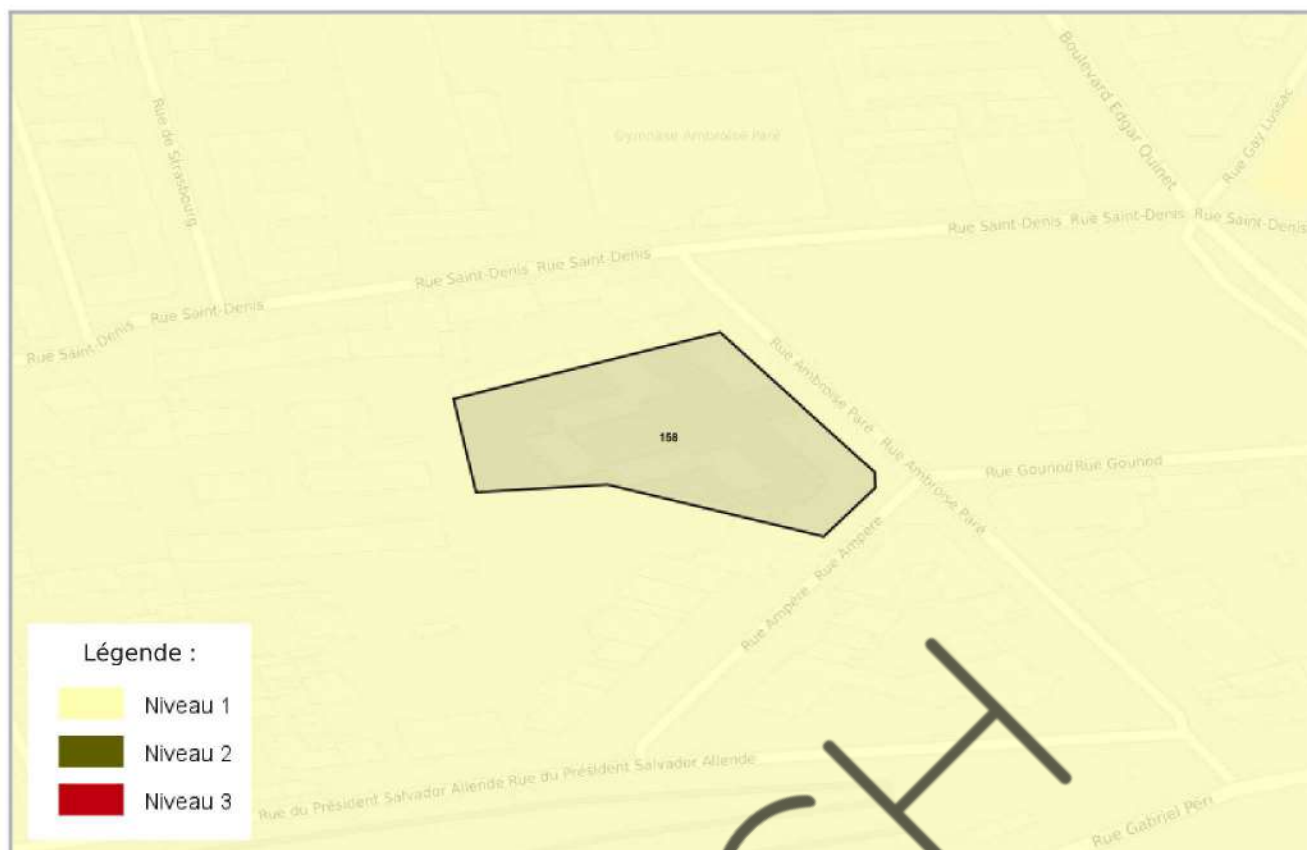 Boulevard Edgar Quinet
Rue Gay Lussac
Rue de Strasbourg
Gymnase Ambroise Paré
Rue Saint-Denis Rue Saint-Denis Rue Saint-Denis
Rue Saint-Denis Rue Saint-Denis
Rue Saint-Denis
Rue Saint-Denis
Rue Ambroise Paré
Rue Ambroise Paré
158
Rue Gounod Rue Gounod
Rue Ampère
Rue Ampère
Légende :
Niveau 1
Niveau 2
Niveau 3
Rue du Président Salvador Allende Rue du Président Salvador Allende
Rue Gabriel Péri